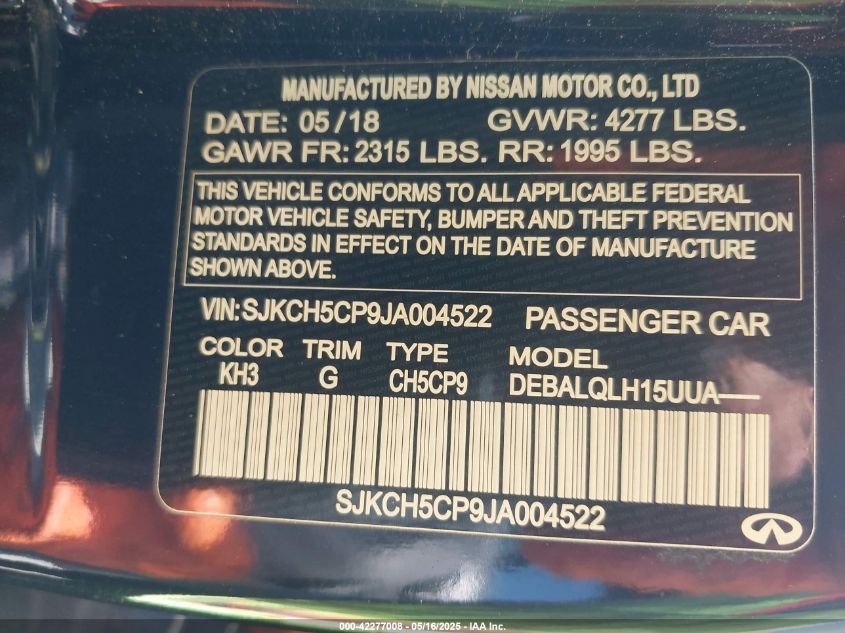 MANUFACTURED BY NISSAN MOTOR CO., LTD
DATE: 05/18 GVWR: 4277 LBS.
GAWR FR: 2315 LBS. RR: 1995 LBS.
THIS VEHICLE CONFORMS TO ALL APPLICABLE FEDERAL
MOTOR VEHICLE SAFETY, BUMPER AND THEFT PREVENTION
STANDARDS IN EFFECT ON THE DATE OF MANUFACTURE
SHOWN ABOVE.
VIN: SJKCH5CP9JA004522 PASSENGER CAR
COLOR TRIM TYPE MODEL
KH3 G CH5CP9 DEBALQLH15UUA——
SJKCH5CP9JA004522
000-42277008 - 05/16/2025 - IAA Inc.